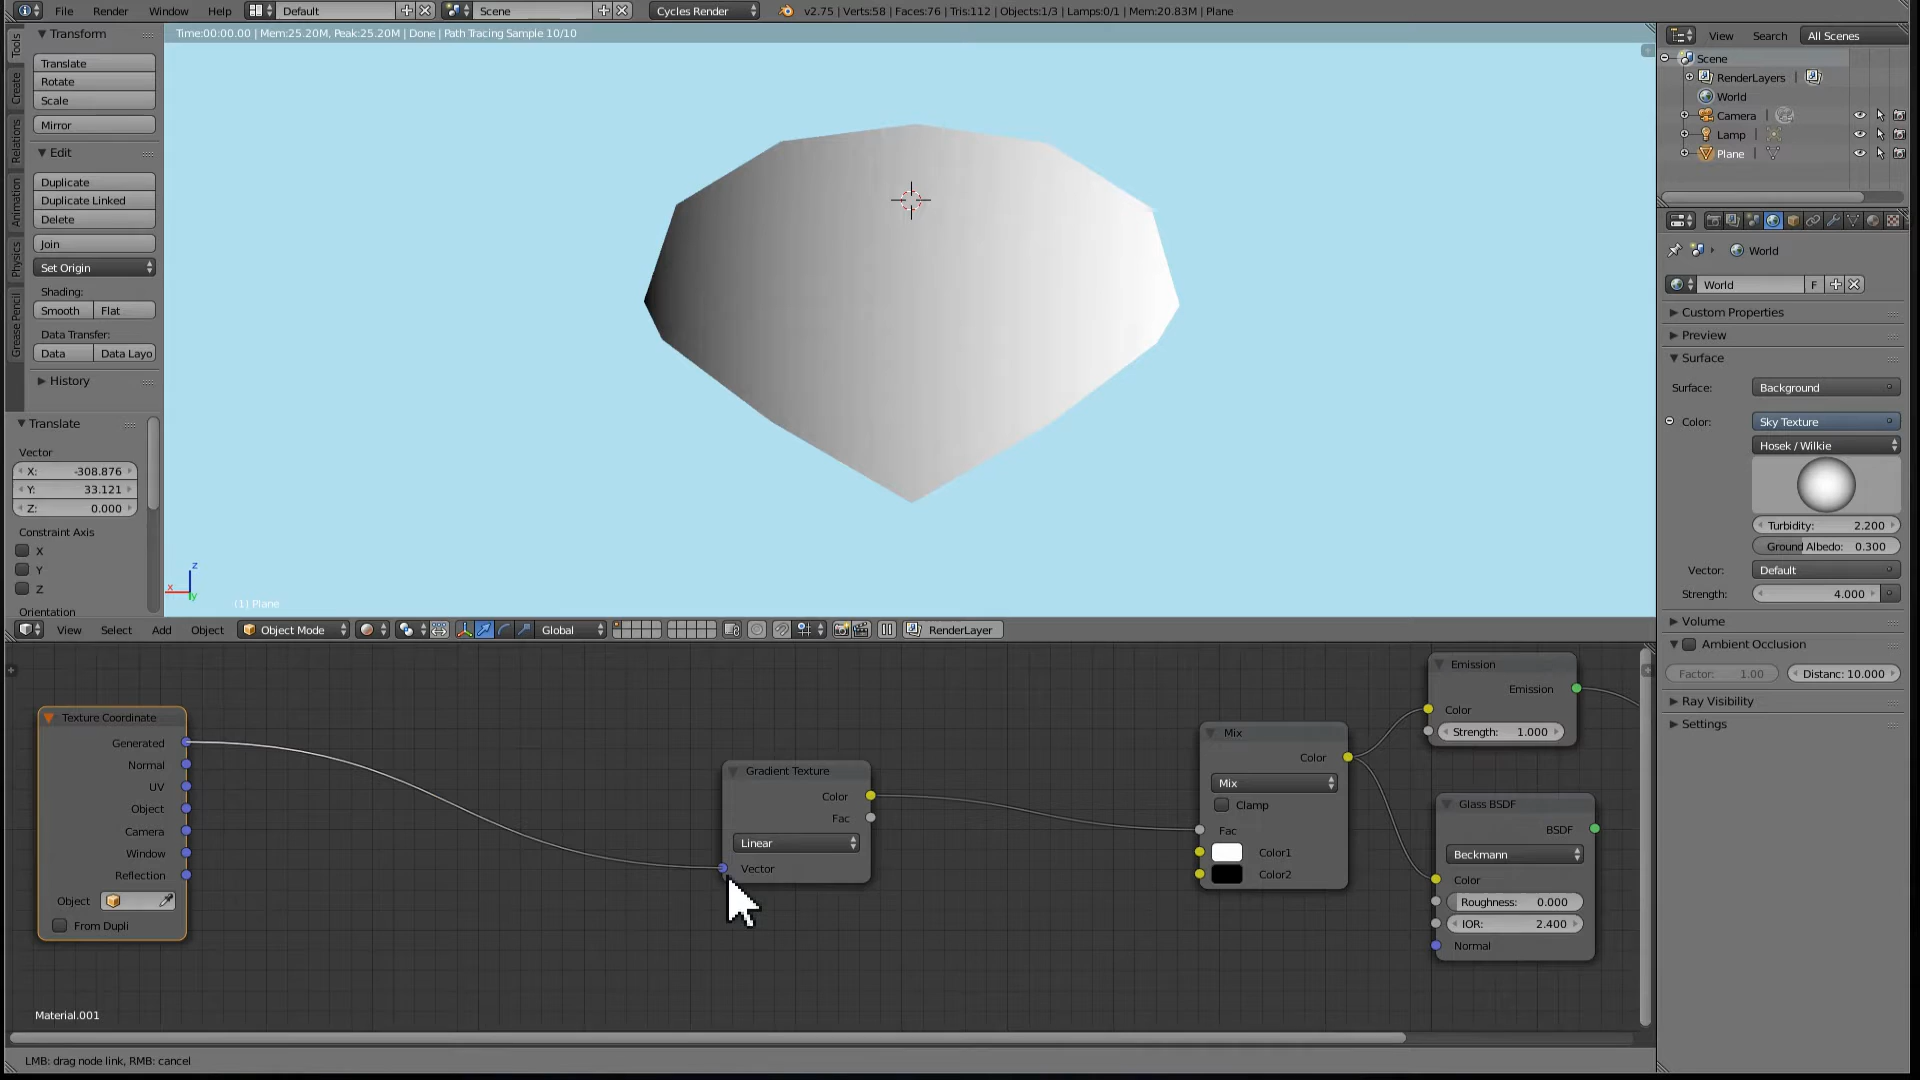 File
Render
Window
Help
Default
Scene
Cycles Render
v2.75 | Verts:58 | Faces:76 | Tris:112 | Objects:1/3 | Lamps:0/1 | Mem:20.83M | Plane
Time:00:00.00 | Mem:25.20M, Peak:25.20M | Done | Path Tracing Sample 10/10
Tools
Create
Relations
Animation
Physics
Grease Pencil
Transform
Translate
Rotate
Scale
Mirror
Edit
Duplicate
Duplicate Linked
Delete
Join
Set Origin
Shading:
Smooth
Flat
Data Transfer:
Data
Data Layo
History
Translate
Vector
X: -308.876
Y: 33.121
Z: 0.000
Constraint Axis
X
Y
Z
Orientation
z
x
y
(1) Plane
View
Select
Add
Object
Object Mode
Global
RenderLayer
Texture Coordinate
Generated
Normal
UV
Object
Camera
Window
Reflection
Object
From Dupli
Gradient Texture
Color
Fac
Linear
Vector
Mix
Color
Mix
Clamp
Fac
Color1
Color2
Emission
Emission
Color
Strength: 1.000
Glass BSDF
BSDF
Beckmann
Color
Roughness: 0.000
IOR: 2.400
Normal
Material.001
LMB: drag node link, RMB: cancel
View
Search
All Scenes
Scene
RenderLayers
World
Camera
Lamp
Plane
World
World
F
Custom Properties
Preview
Surface
Surface: Background
Color: Sky Texture
Hosek / Wilkie
Turbidity: 2.200
Ground Albedo: 0.300
Vector: Default
Strength: 4.000
Volume
Ambient Occlusion
Factor: 1.00
Distanc: 10.000
Ray Visibility
Settings